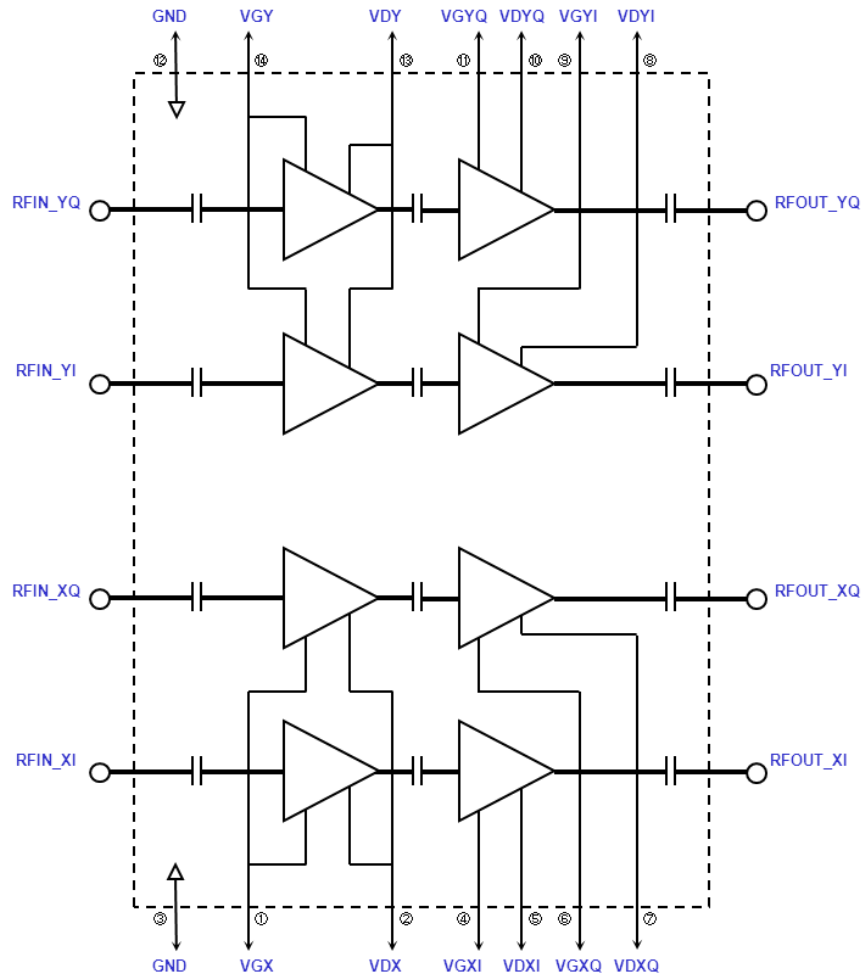 GND VGY VDY VGYQ VDYQ VGYI VDYI
⑫ ⑭ ⑬ ⑪ ⑩ ⑨ ⑧
RFIN_YQ RFOUT_YQ
RFIN_YI RFOUT_YI
RFIN_XQ RFOUT_XQ
RFIN_XI RFOUT_XI
③ ① ② ④ ⑤ ⑥ ⑦
GND VGX VDX VGXI VDXI VGXQ VDXQ